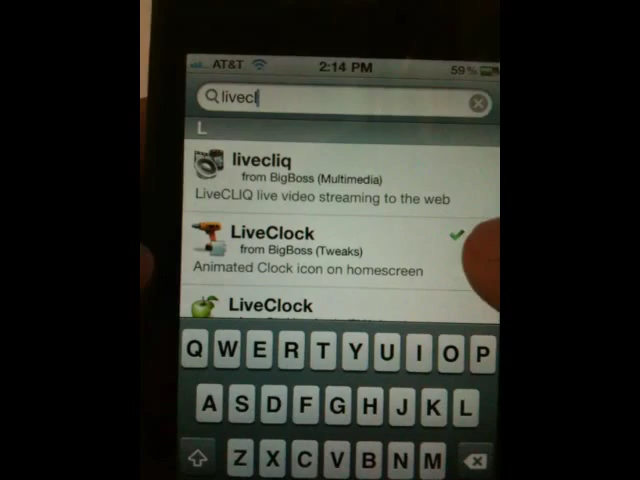 AT&T 2:14 PM 59%
livecl
L
livecliq
from BigBoss (Multimedia)
LiveCLIQ live video streaming to the web
LiveClock
from BigBoss (Tweaks)
Animated Clock icon on homescreen
LiveClock
Q W E R T Y U I O P
A S D F G H J K L
Z X C V B N M